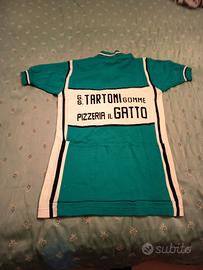 G.S. TARTONI GOMME
PIZZERIA IL GATTO
subito